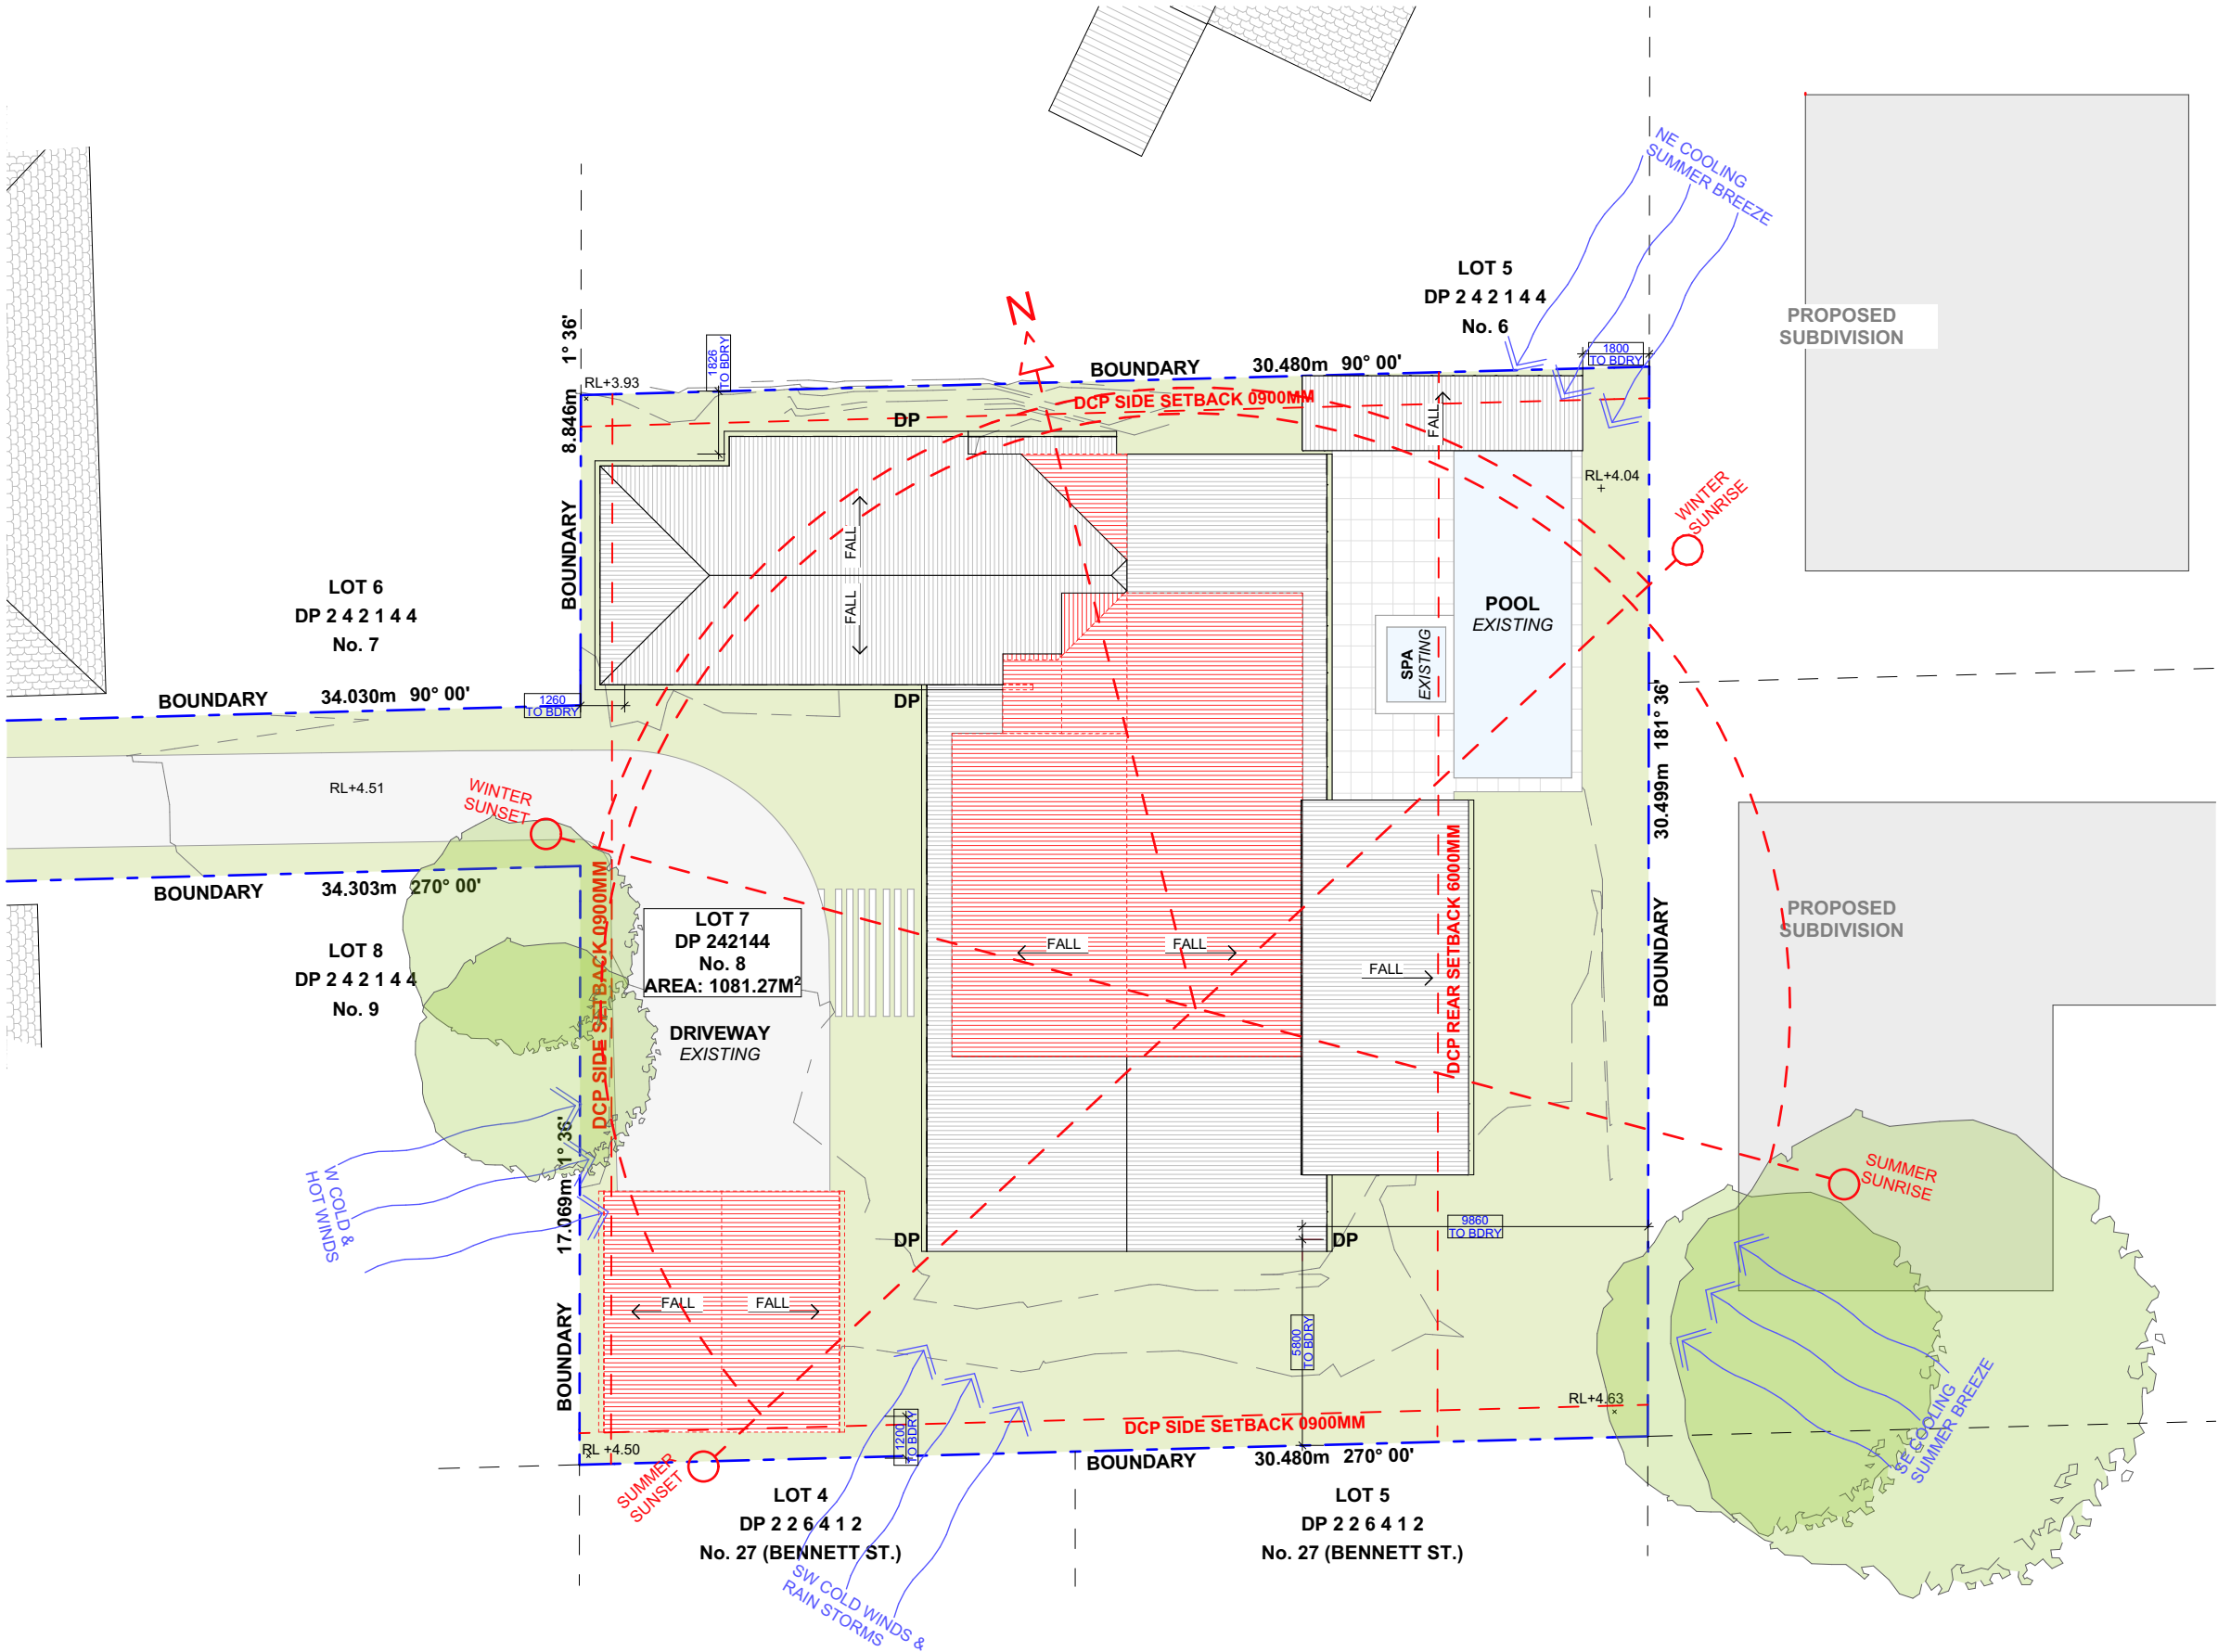 NE COOLING
SUMMER BREEZE
LOT 5
DP 2 4 2 1 4 4
No. 6
PROPOSED
SUBDIVISION
N
1° 36'
8.846m
BOUNDARY
1826
TO BDRY
RL+3.93
BOUNDARY 30.480m 90° 00'
1800
TO BDRY
DCP SIDE SETBACK 0900MM
DP
FALL
RL+4.04
WINTER
SUNRISE
FALL
FALL
LOT 6
DP 2 4 2 1 4 4
No. 7
POOL
EXISTING
SPA
EXISTING
BOUNDARY 34.030m 90° 00'
1260
TO BDRY
DP
30.499m 181° 36'
BOUNDARY
RL+4.51
WINTER
SUNSET
BOUNDARY 34.303m 270° 00'
DCP SIDE SETBACK 0900MM
LOT 7
DP 242144
No. 8
AREA: 1081.27M²
LOT 8
DP 2 4 2 1 4 4
No. 9
DRIVEWAY
EXISTING
FALL
FALL
FALL
DCP REAR SETBACK 6000MM
PROPOSED
SUBDIVISION
W COLD &
HOT WINDS
17.069m 1° 36'
BOUNDARY
SUMMER
SUNRISE
DP
DP
9860
TO BDRY
FALL
FALL
5800
TO BDRY
RL+4.63
SE COOLING
SUMMER BREEZE
1200
TO BDRY
DCP SIDE SETBACK 0900MM
RL +4.50
SUMMER
SUNSET
BOUNDARY 30.480m 270° 00'
LOT 4
DP 2 2 6 4 1 2
No. 27 (BENNETT ST.)
LOT 5
DP 2 2 6 4 1 2
No. 27 (BENNETT ST.)
SW COLD WINDS &
RAIN STORMS